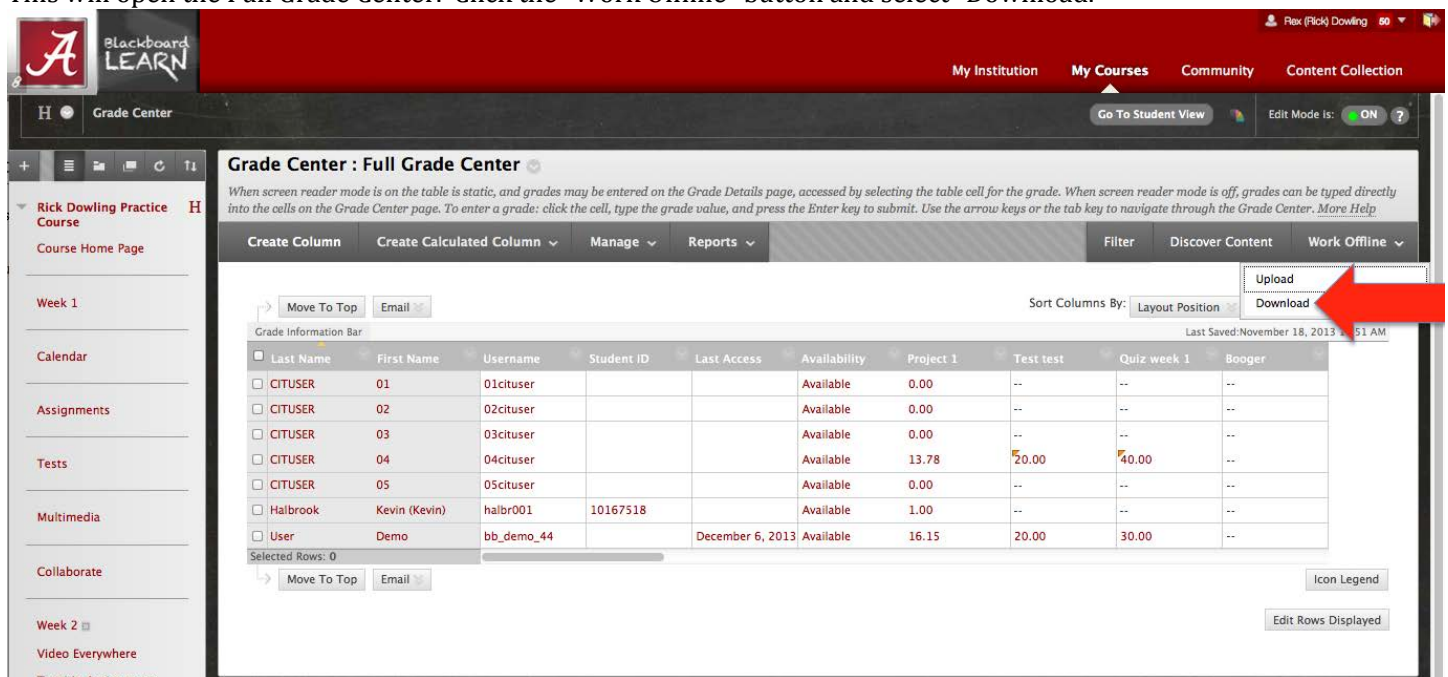 This will open the Full Grade Center. Click the "Work Offline" button and select "Download."
Rex (Rick) Dowling 60
Blackboard
LEARN
My Institution My Courses Community Content Collection
H Grade Center Go To Student View Edit Mode is: ON ?
Grade Center : Full Grade Center
When screen reader mode is on the table is static, and grades may be entered on the Grade Details page, accessed by selecting the table cell for the grade. When screen reader mode is off, grades can be typed directly
into the cells on the Grade Center page. To enter a grade: click the cell, type the grade value, and press the Enter key to submit. Use the arrow keys or the tab key to navigate through the Grade Center. More Help
Rick Dowling Practice H
Course
Course Home Page
Week 1
Calendar
Assignments
Tests
Multimedia
Collaborate
Week 2
Video Everywhere
Create Column Create Calculated Column Manage Reports Filter Discover Content Work Offline
Upload
Download
Move To Top Email Sort Columns By: Layout Position
Grade Information Bar Last Saved:November 18, 2013 51 AM
Last Name First Name Username Student ID Last Access Availability Project 1 Test test Quiz week 1 Booger
CITUSER 01 01cituser Available 0.00 -- -- --
CITUSER 02 02cituser Available 0.00 -- -- --
CITUSER 03 03cituser Available 0.00 -- -- --
CITUSER 04 04cituser Available 13.78 20.00 40.00 --
CITUSER 05 05cituser Available 0.00 -- -- --
Halbrook Kevin (Kevin) halbr001 10167518 Available 1.00 -- -- --
User Demo bb_demo_44 December 6, 2013 Available 16.15 20.00 30.00 --
Selected Rows: 0
Move To Top Email Icon Legend
Edit Rows Displayed